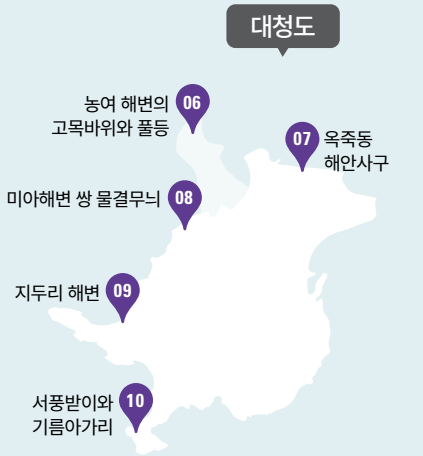 대청도
농여 해변의
고목바위와 풀등
06
07
옥죽동
해안사구
미아해변 쌍 물결무늬
08
지두리 해변
09
서풍받이와
기름아가리
10